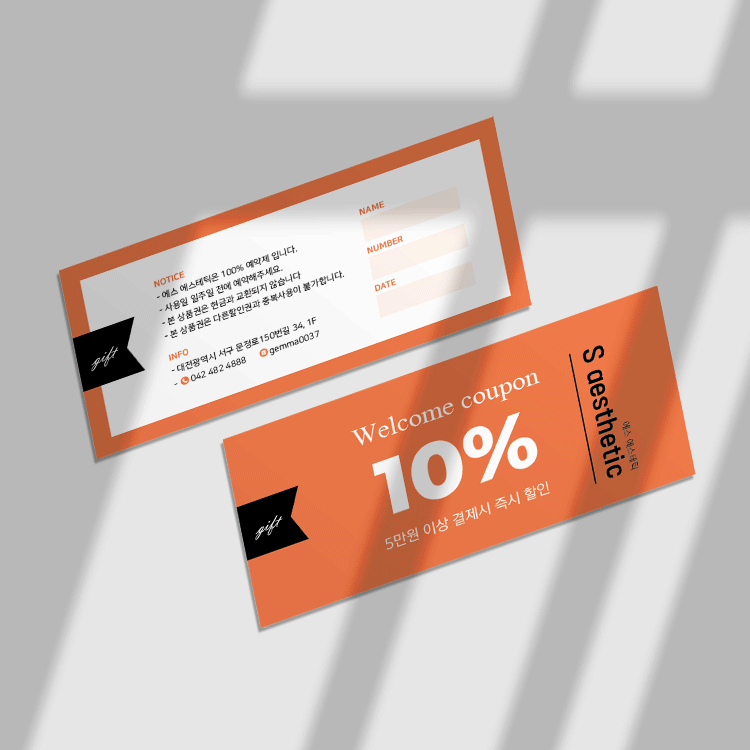 NOTICE
- 에스 에스테틱은 100% 예약제 입니다.
- 사용일 일주일 전에 예약해주세요.
- 본 상품권은 현금과 교환되지 않습니다
- 본 상품권은 다른할인권과 중복사용이 불가합니다.
INFO
- 대전광역시 서구 문정로150번길 34, 1F
- 042 482 4888 gemma0037
NAME
NUMBER
DATE
gift
Welcome coupon
10%
5만원 이상 결제시 즉시 할인
gift
S aesthetic
에스 에스테틱